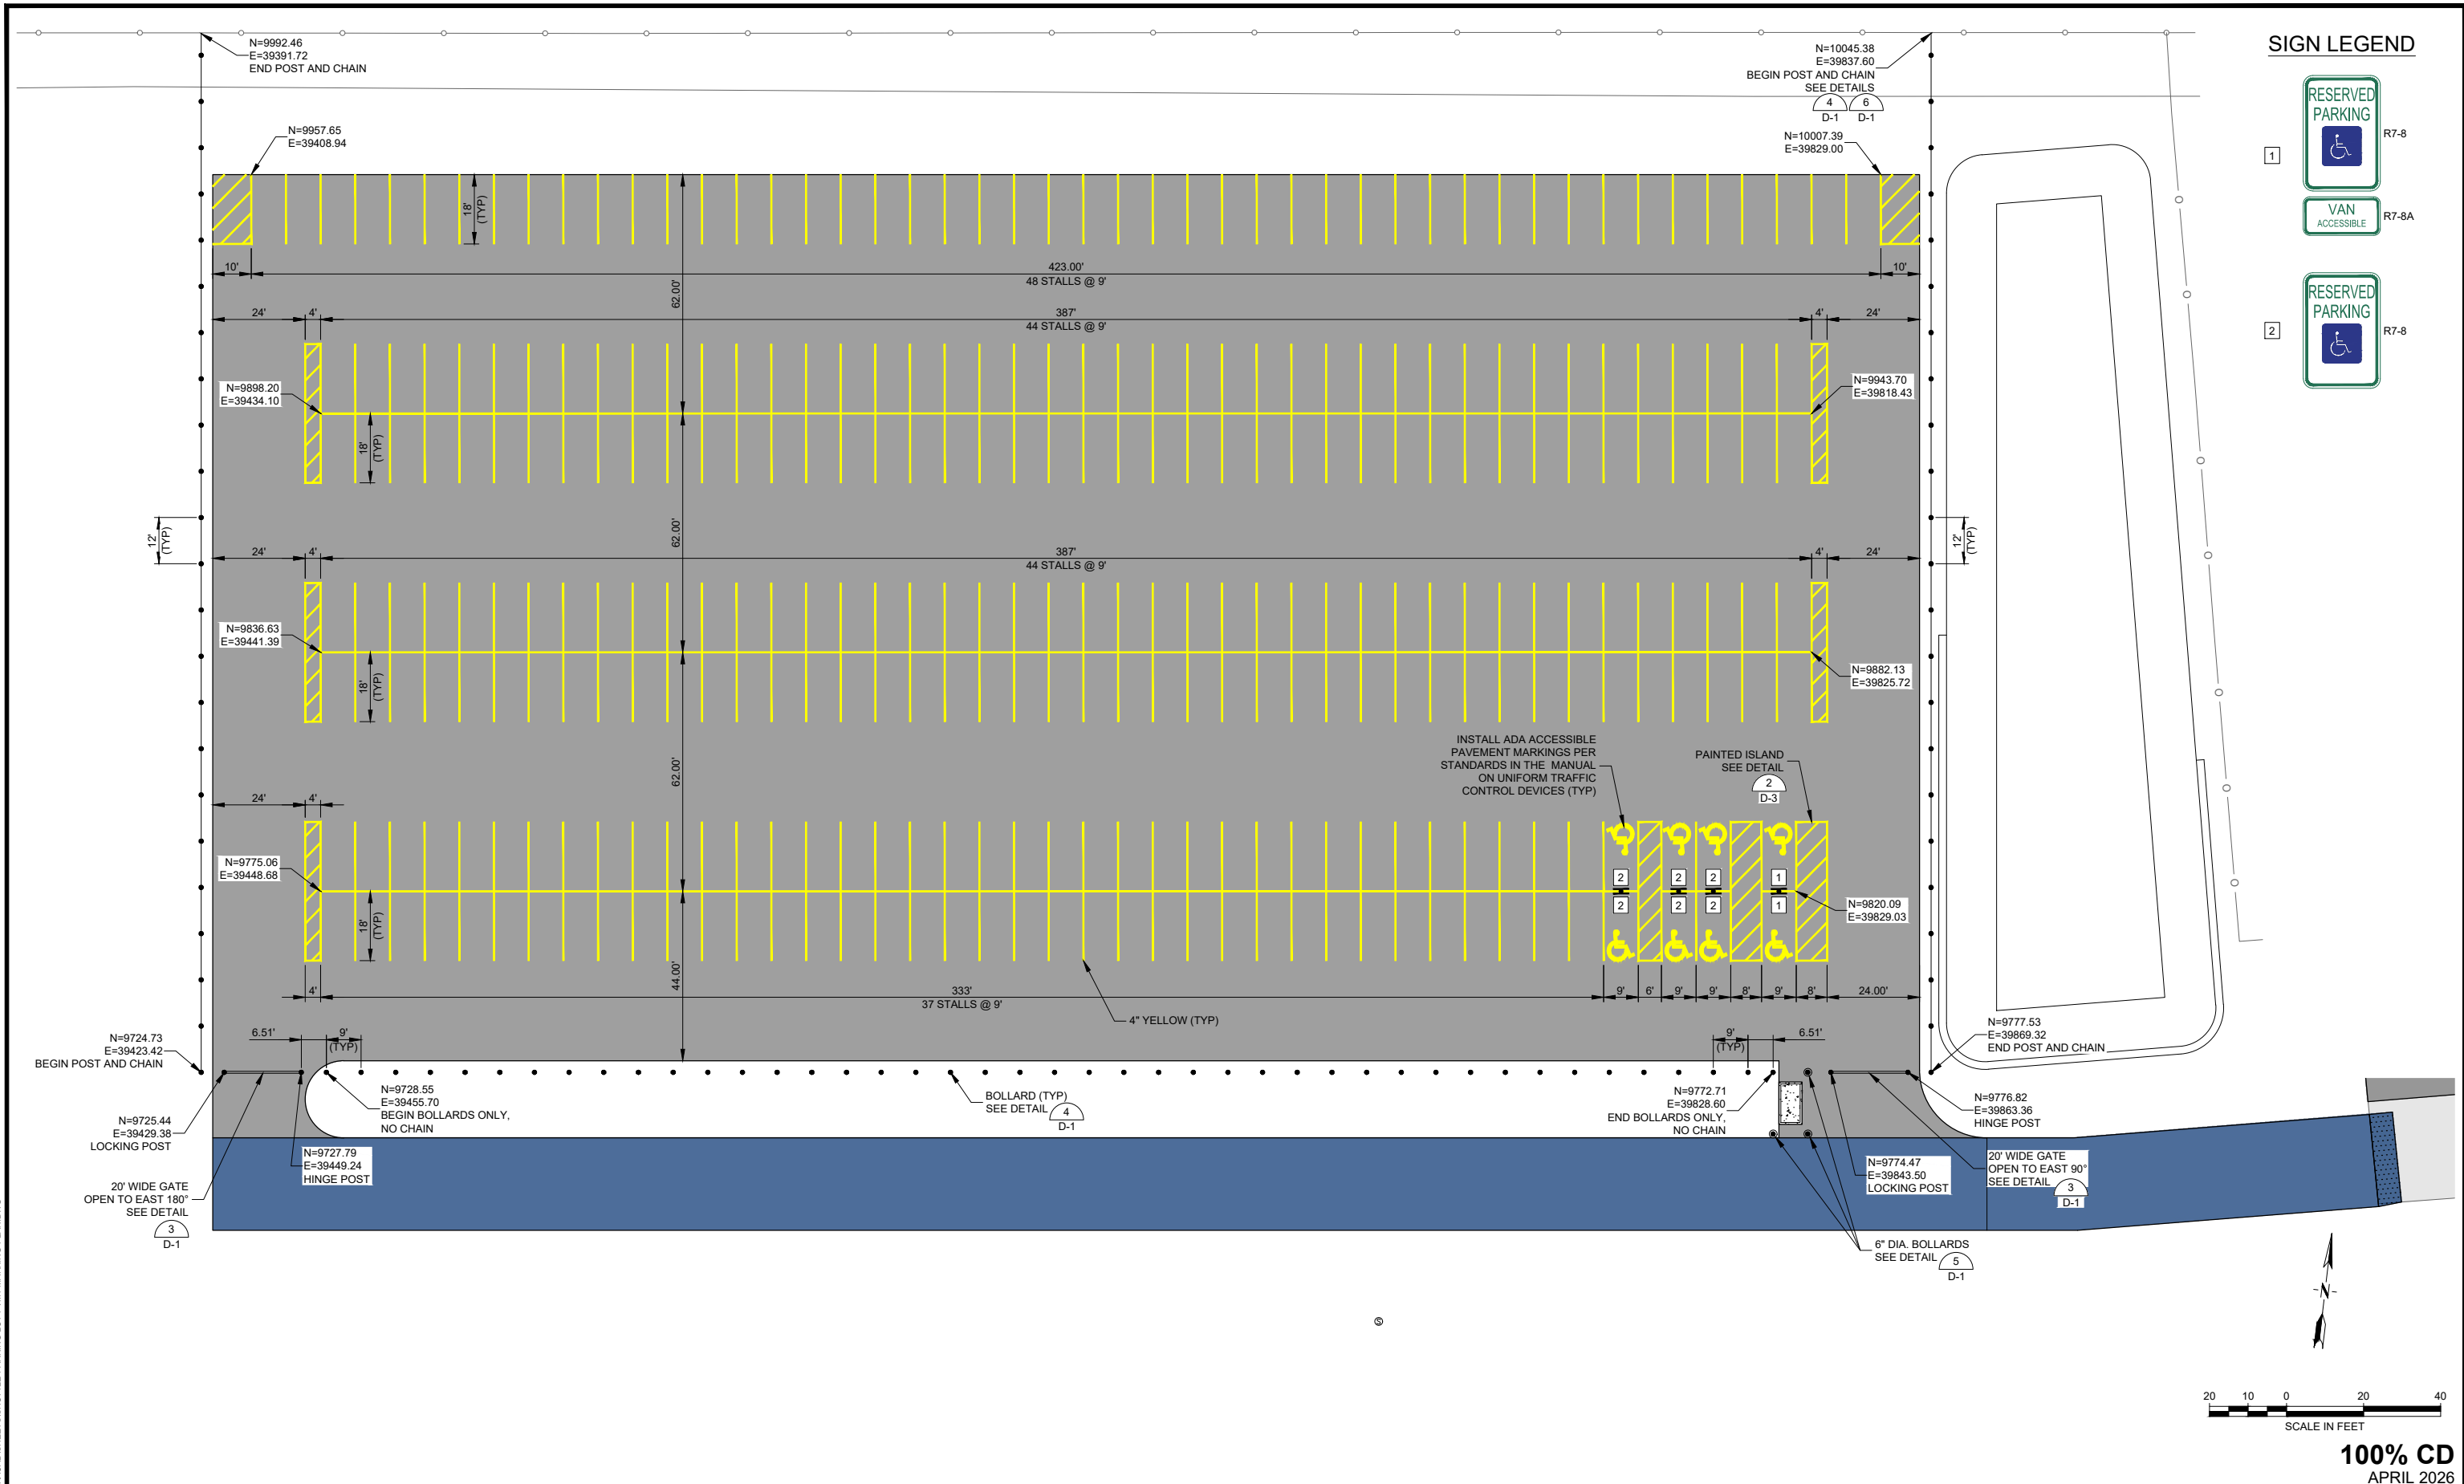 N=9992.46
E=39391.72
END POST AND CHAIN
N=10045.38
E=39837.60
BEGIN POST AND CHAIN
SEE DETAILS
4
D-1
6
D-1
SIGN LEGEND
1
RESERVED
PARKING
R7-8
VAN
ACCESSIBLE
R7-8A
2
RESERVED
PARKING
R7-8
N=9957.65
E=39408.94
N=10007.39
E=39829.00
18'
(TYP)
10'
423.00'
48 STALLS @ 9'
10'
62.00'
24'
4'
387'
44 STALLS @ 9'
4'
24'
N=9898.20
E=39434.10
N=9943.70
E=39818.43
18'
(TYP)
12'
(TYP)
62.00'
12'
(TYP)
24'
4'
387'
44 STALLS @ 9'
4'
24'
N=9836.63
E=39441.39
N=9882.13
E=39825.72
18'
(TYP)
62.00'
INSTALL ADA ACCESSIBLE
PAVEMENT MARKINGS PER
STANDARDS IN THE MANUAL
ON UNIFORM TRAFFIC
CONTROL DEVICES (TYP)
PAINTED ISLAND
SEE DETAIL
2
D-3
24'
4'
N=9775.06
E=39448.68
2
2
2
1
2
2
2
1
N=9820.09
E=39829.03
18'
(TYP)
44.00'
4'
333'
37 STALLS @ 9'
9'
6'
9'
9'
8'
9'
8'
24.00'
4" YELLOW (TYP)
N=9724.73
E=39423.42
BEGIN POST AND CHAIN
6.51'
9'
(TYP)
9'
(TYP)
6.51'
N=9777.53
E=39869.32
END POST AND CHAIN
N=9725.44
E=39429.38
LOCKING POST
N=9728.55
E=39455.70
BEGIN BOLLARDS ONLY,
NO CHAIN
BOLLARD (TYP)
SEE DETAIL
4
D-1
N=9772.71
E=39828.60
END BOLLARDS ONLY,
NO CHAIN
N=9776.82
E=39863.36
HINGE POST
N=9727.79
E=39449.24
HINGE POST
N=9774.47
E=39843.50
LOCKING POST
20' WIDE GATE
OPEN TO EAST 90°
SEE DETAIL
3
D-1
20' WIDE GATE
OPEN TO EAST 180°
SEE DETAIL
3
D-1
6" DIA. BOLLARDS
SEE DETAIL
5
D-1
S
N
20 10 0 20 40
SCALE IN FEET
100% CD
APRIL 2026